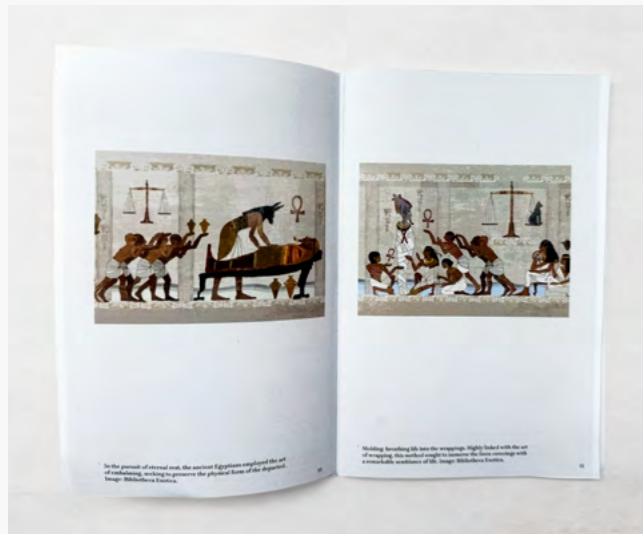 In the pursuit of eternal rest, the ancient Egyptians employed the art
of embalming, seeking to preserve the physical form of the departed.
Image: Bibliotheva Exotica.
Molding: breathing life into the wrappings. Highly linked with the art
of wrapping, this method sought to immerse the linen coverings with
a remarkable semblance of life. Image: Bibliotheva Exotica.